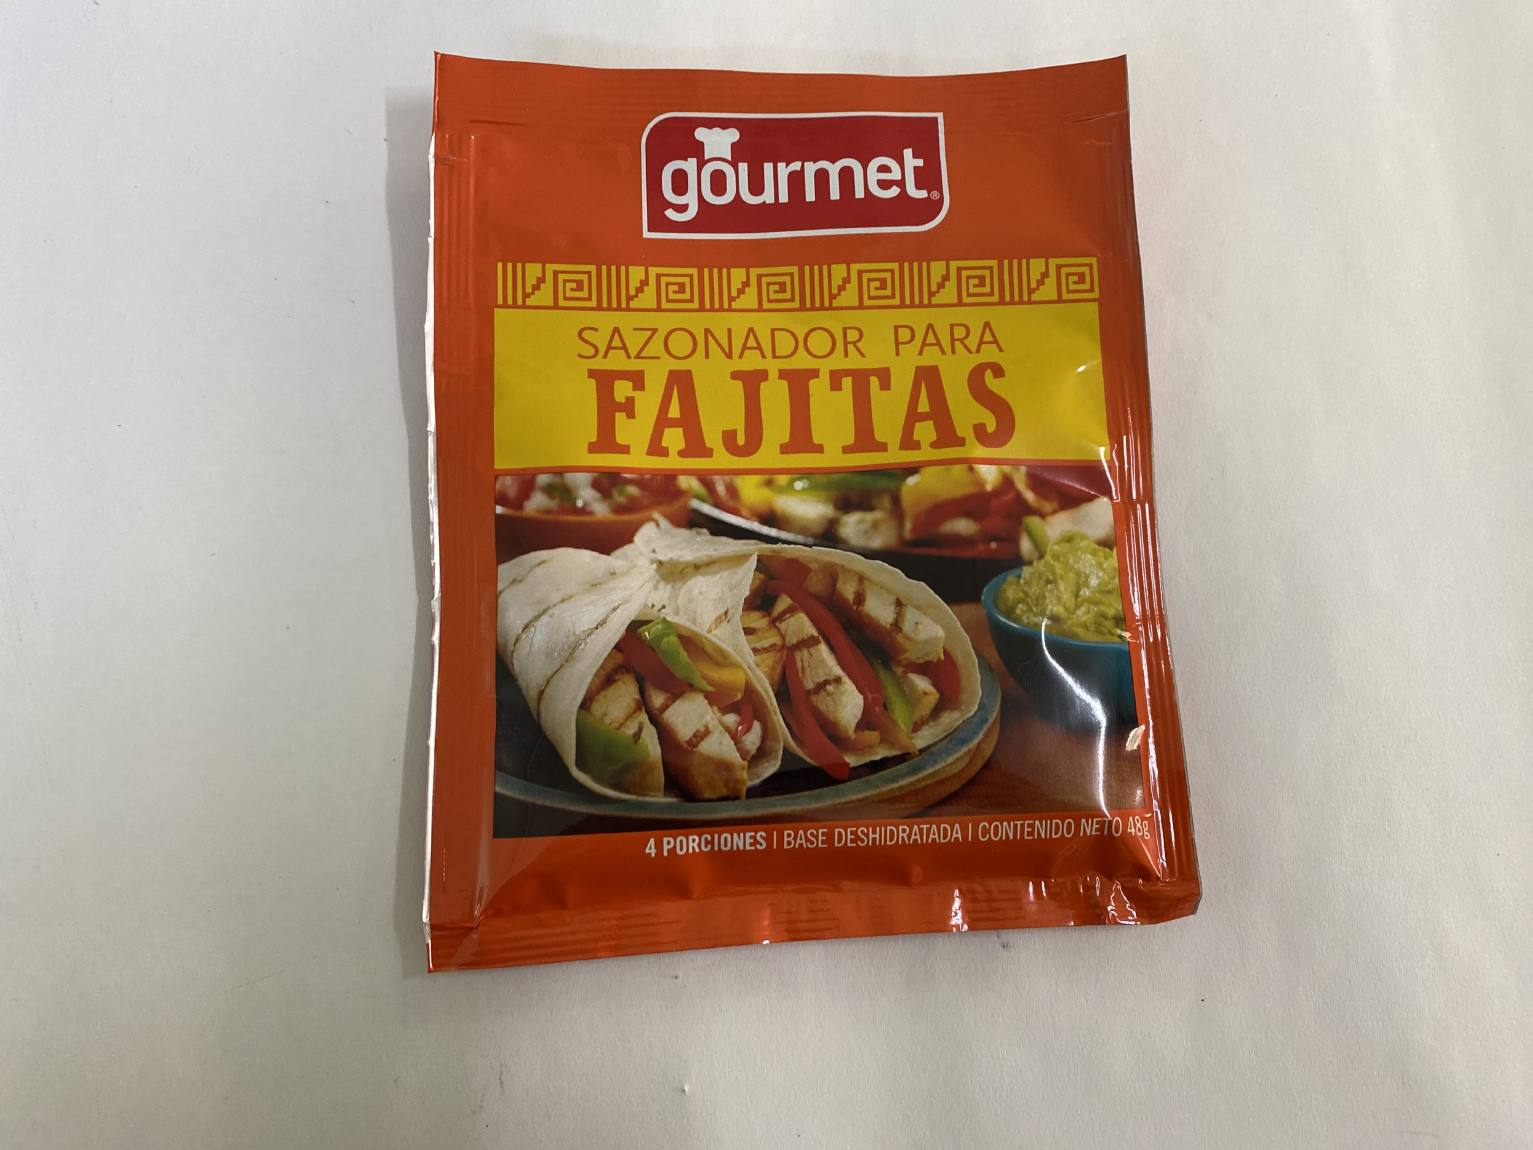 gourmet®
SAZONADOR PARA
FAJITAS
4 PORCIONES | BASE DESHIDRATADA | CONTENIDO NETO 48g